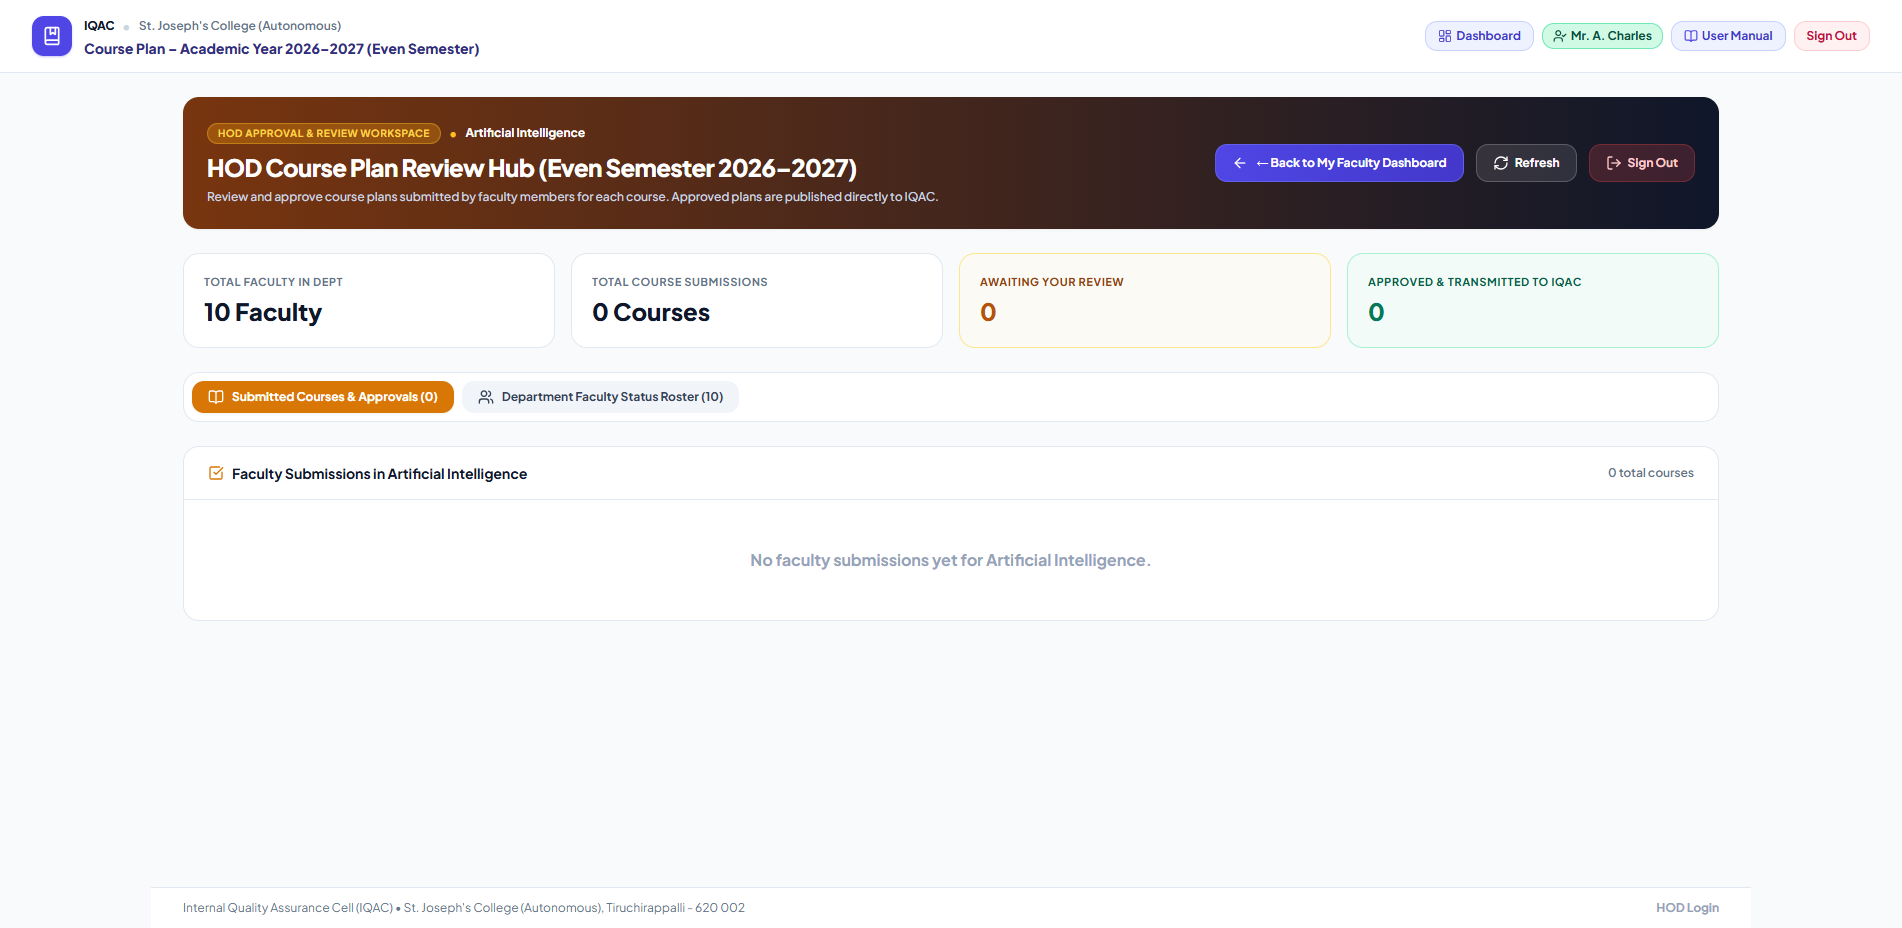 IQAC • St. Joseph's College (Autonomous)
Course Plan – Academic Year 2026–2027 (Even Semester)
Dashboard
Mr. A. Charles
User Manual
Sign Out
HOD APPROVAL & REVIEW WORKSPACE • Artificial Intelligence
HOD Course Plan Review Hub (Even Semester 2026–2027)
Review and approve course plans submitted by faculty members for each course. Approved plans are published directly to IQAC.
← Back to My Faculty Dashboard
Refresh
Sign Out
TOTAL FACULTY IN DEPT
10 Faculty
TOTAL COURSE SUBMISSIONS
0 Courses
AWAITING YOUR REVIEW
0
APPROVED & TRANSMITTED TO IQAC
0
Submitted Courses & Approvals (0)
Department Faculty Status Roster (10)
Faculty Submissions in Artificial Intelligence
0 total courses
No faculty submissions yet for Artificial Intelligence.
Internal Quality Assurance Cell (IQAC) • St. Joseph's College (Autonomous), Tiruchirappalli - 620 002
HOD Login